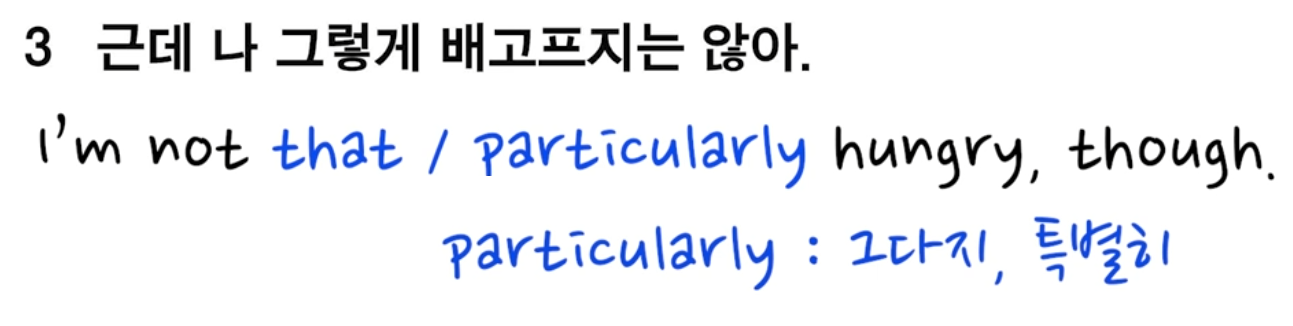 3 근데 나 그렇게 배고프지는 않아.
I'm not that / particularly hungry, though.
particularly : 그다지, 특별히